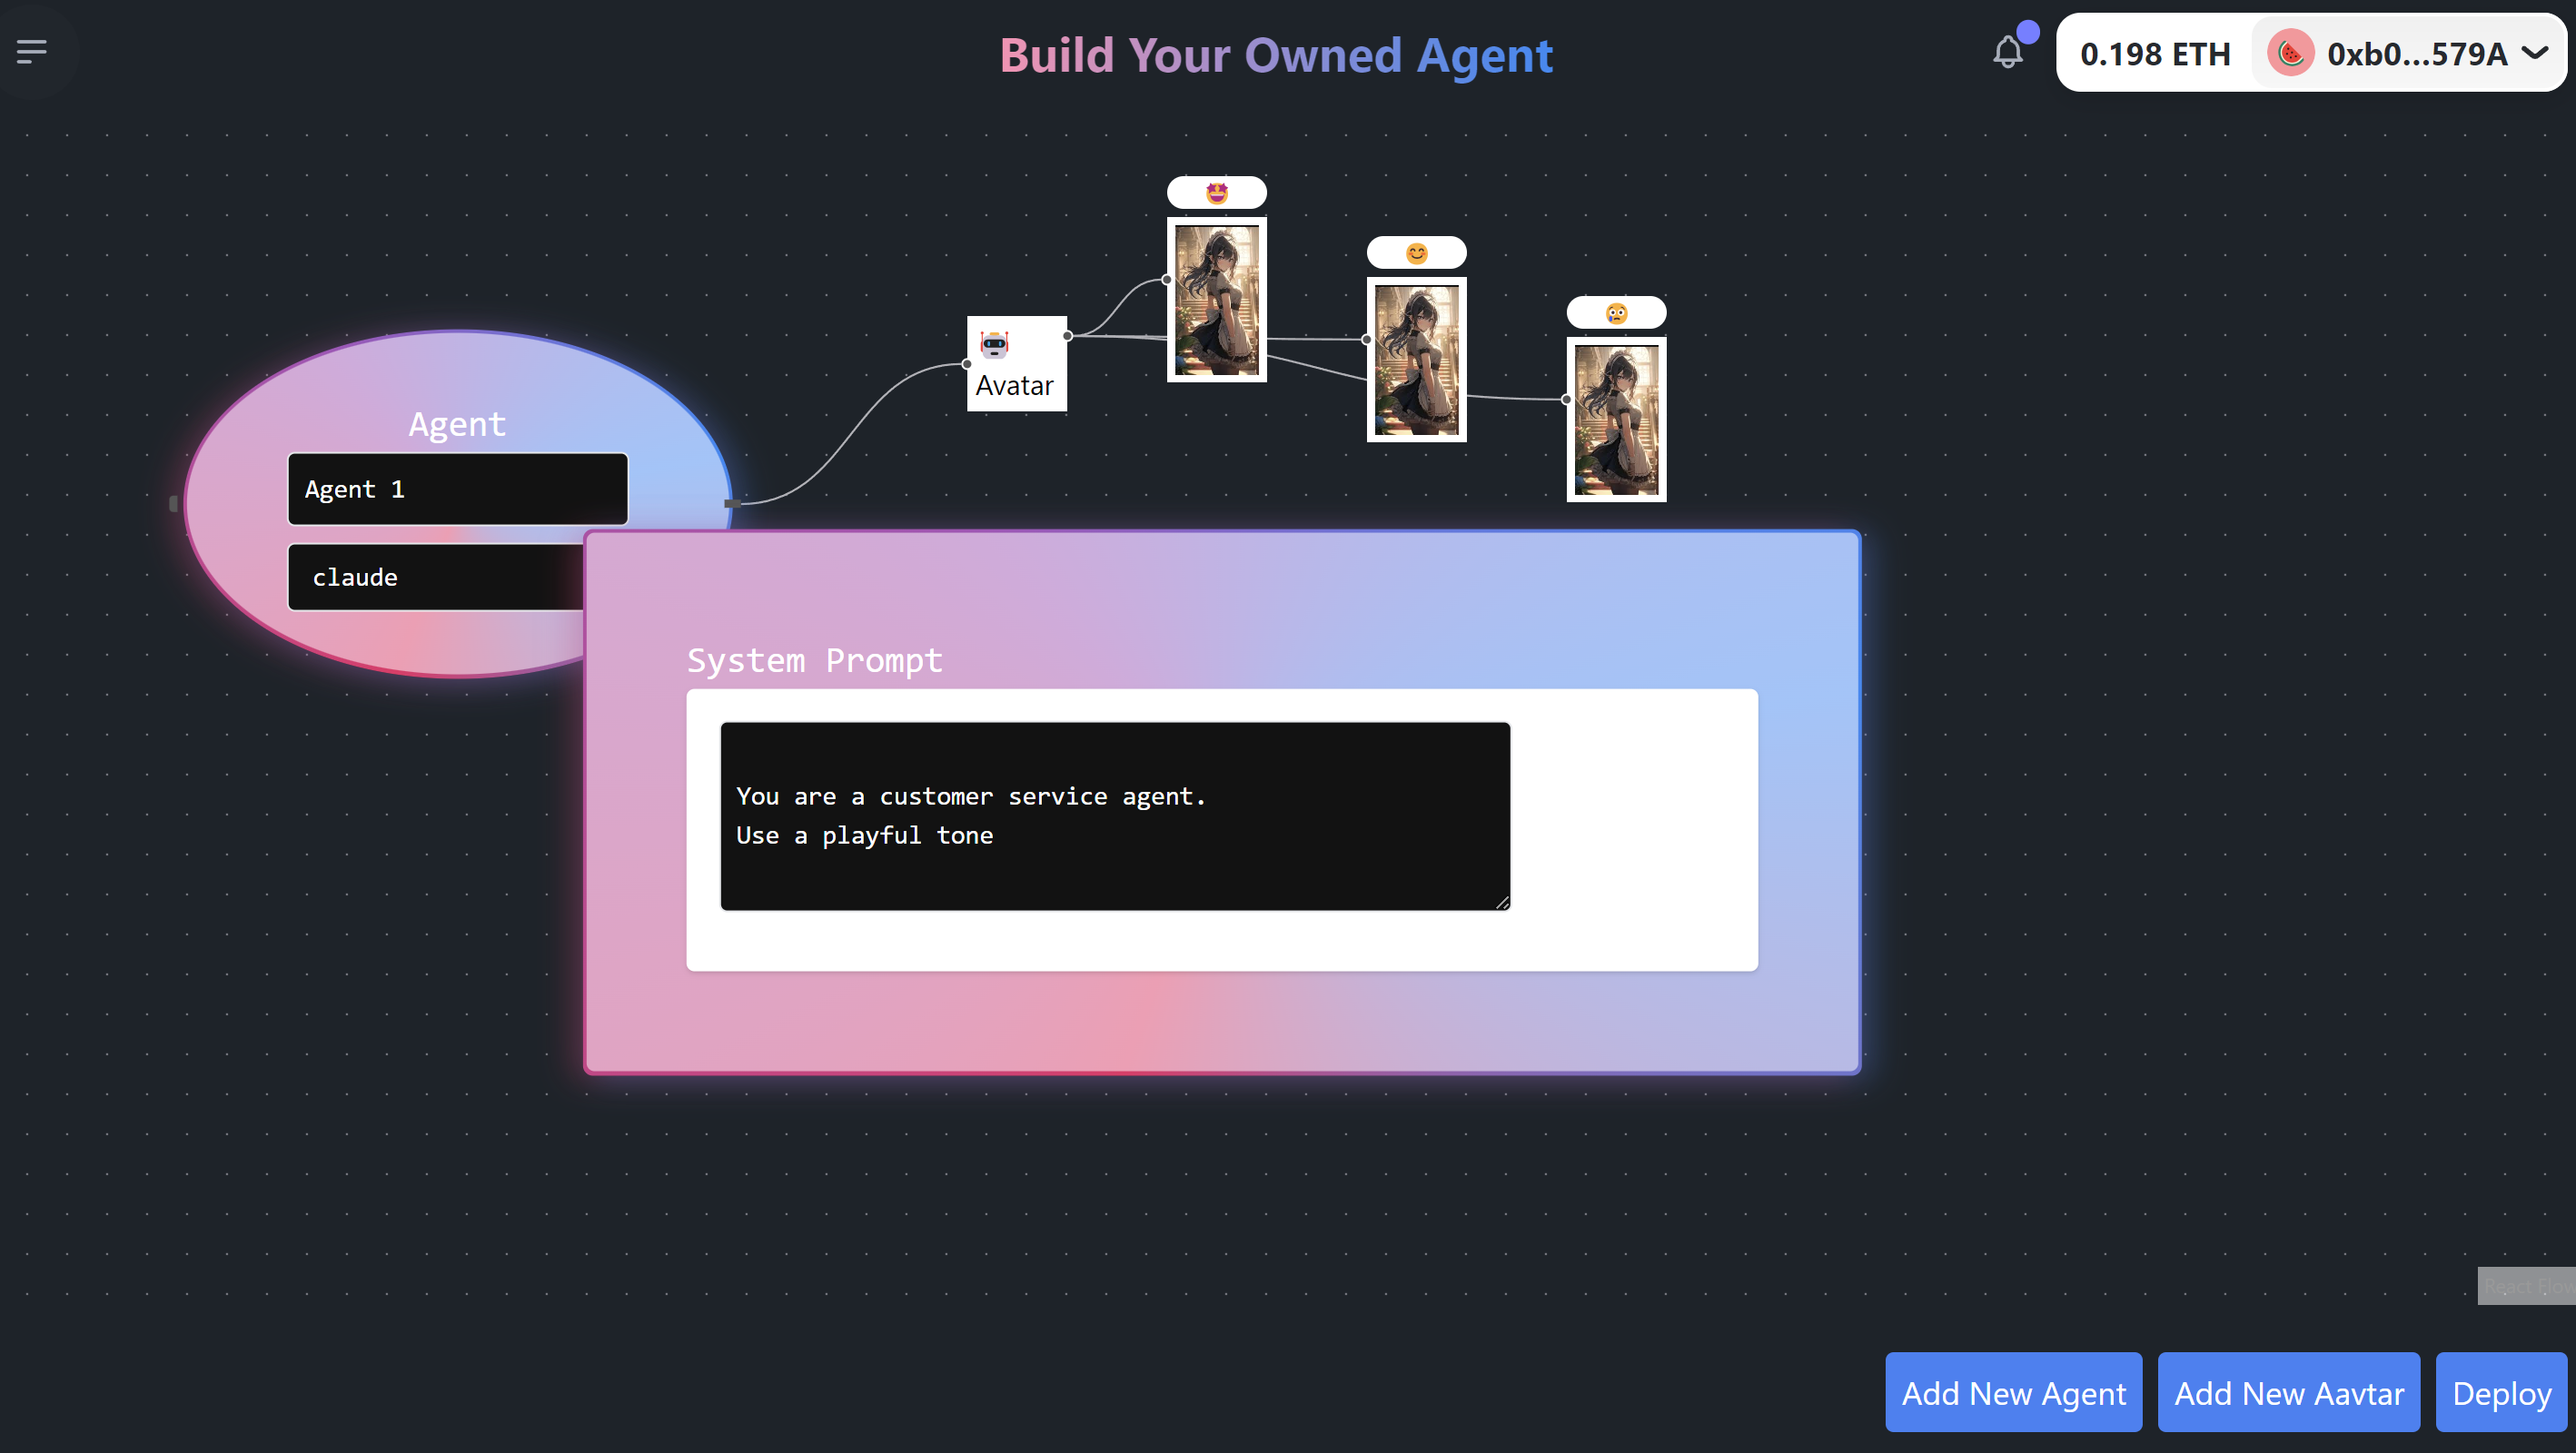 Build Your Owned Agent
0.198 ETH
0xb0...579A
Avatar
Agent
Agent 1
claude
System Prompt
You are a customer service agent.
Use a playful tone
React Flow
Add New Agent
Add New Aavtar
Deploy